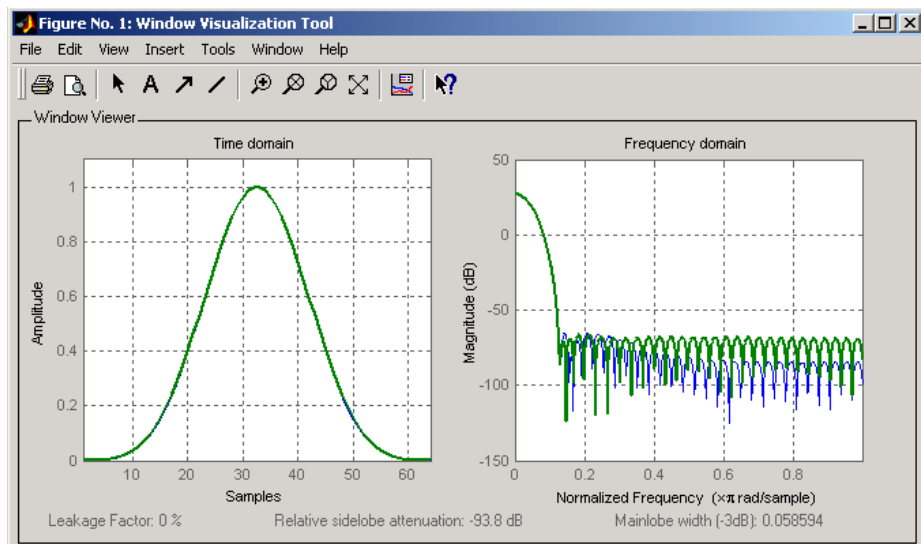 Figure No. 1: Window Visualization Tool
File Edit View Insert Tools Window Help
A
Window Viewer
Time domain
Amplitude
1
0.8
0.6
0.4
0.2
0
10 20 30 40 50 60
Samples
Frequency domain
Magnitude (dB)
50
0
-50
-100
-150
0 0.2 0.4 0.6 0.8
Normalized Frequency (×π rad/sample)
Leakage Factor: 0 % Relative sidelobe attenuation: -93.8 dB Mainlobe width (-3dB): 0.058594